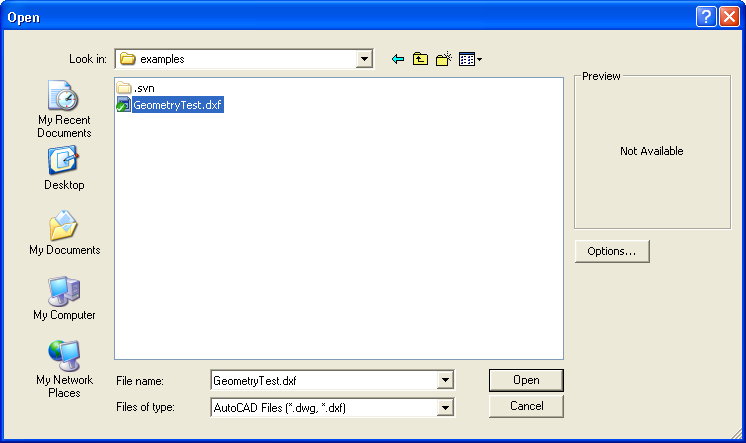 Open
Look in:
examples
My Recent
Documents
Desktop
My Documents
My Computer
My Network
Places
.svn
GeometryTest.dxf
Preview
Not Available
Options...
File name:
GeometryTest.dxf
Open
Files of type:
AutoCAD Files (*.dwg, *.dxf)
Cancel